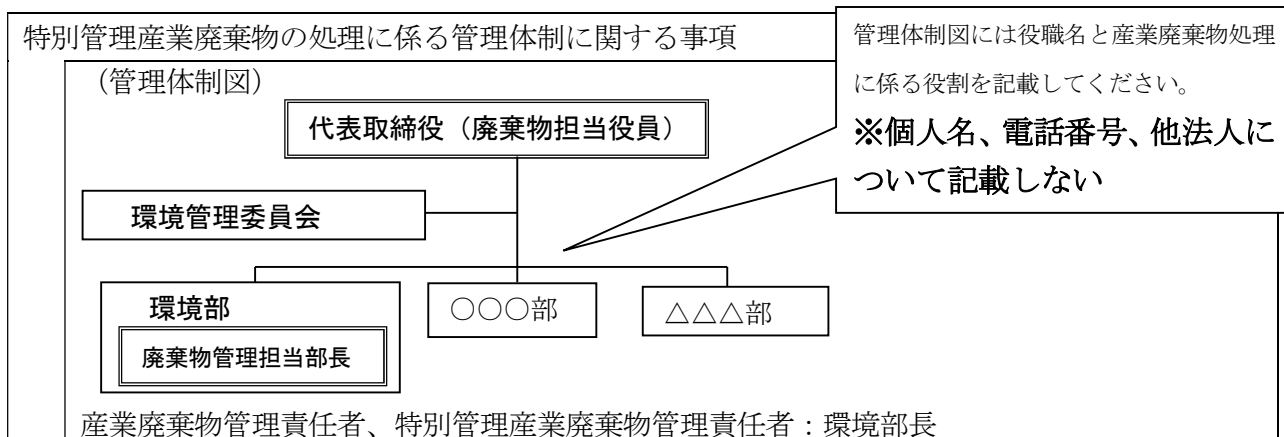 特別管理産業廃棄物の処理に係る管理体制に関する事項
（管理体制図）
管理体制図には役職名と産業廃棄物処理
に係る役割を記載してください。
※個人名、電話番号、他法人に
ついて記載しない
代表取締役（廃棄物担当役員）
環境管理委員会
環境部
廃棄物管理担当部長
○○○部
△△△部
産業廃棄物管理責任者、特別管理産業廃棄物管理責任者：環境部長